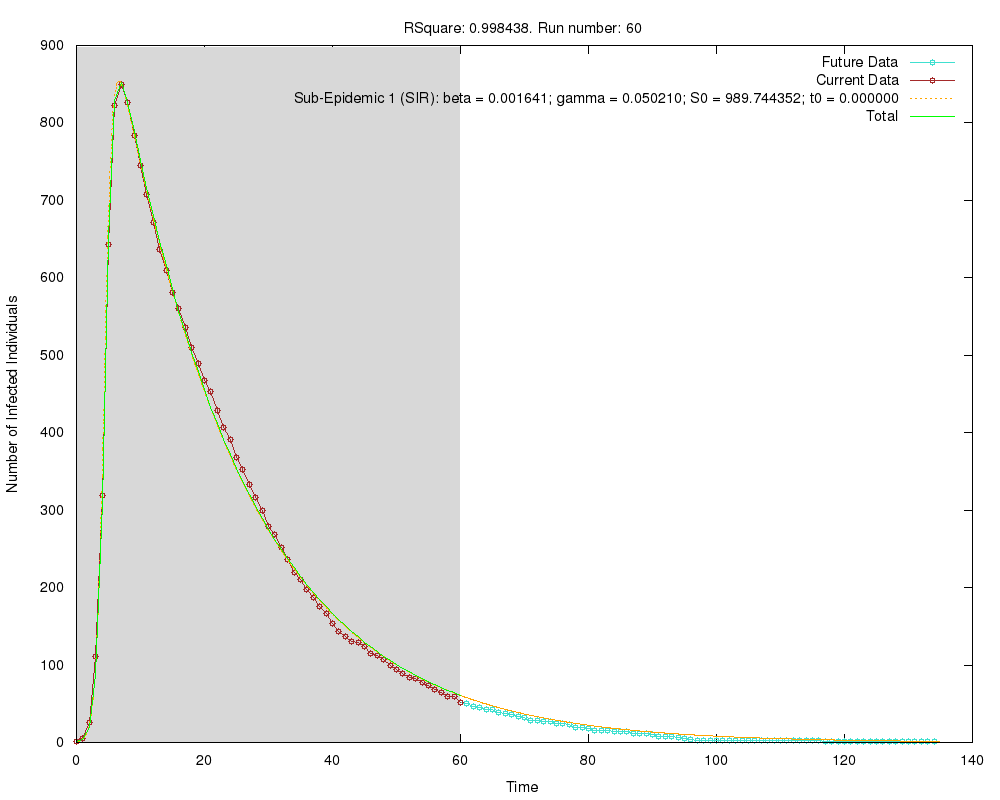 RSquare: 0.998438. Run number: 60
Future Data
Current Data
Sub-Epidemic 1 (SIR): beta = 0.001641; gamma = 0.050210; S0 = 989.744352; t0 = 0.000000
Total
900
800
700
600
500
400
300
200
100
0
Number of Infected Individuals
0 20 40 60 80 100 120 140
Time